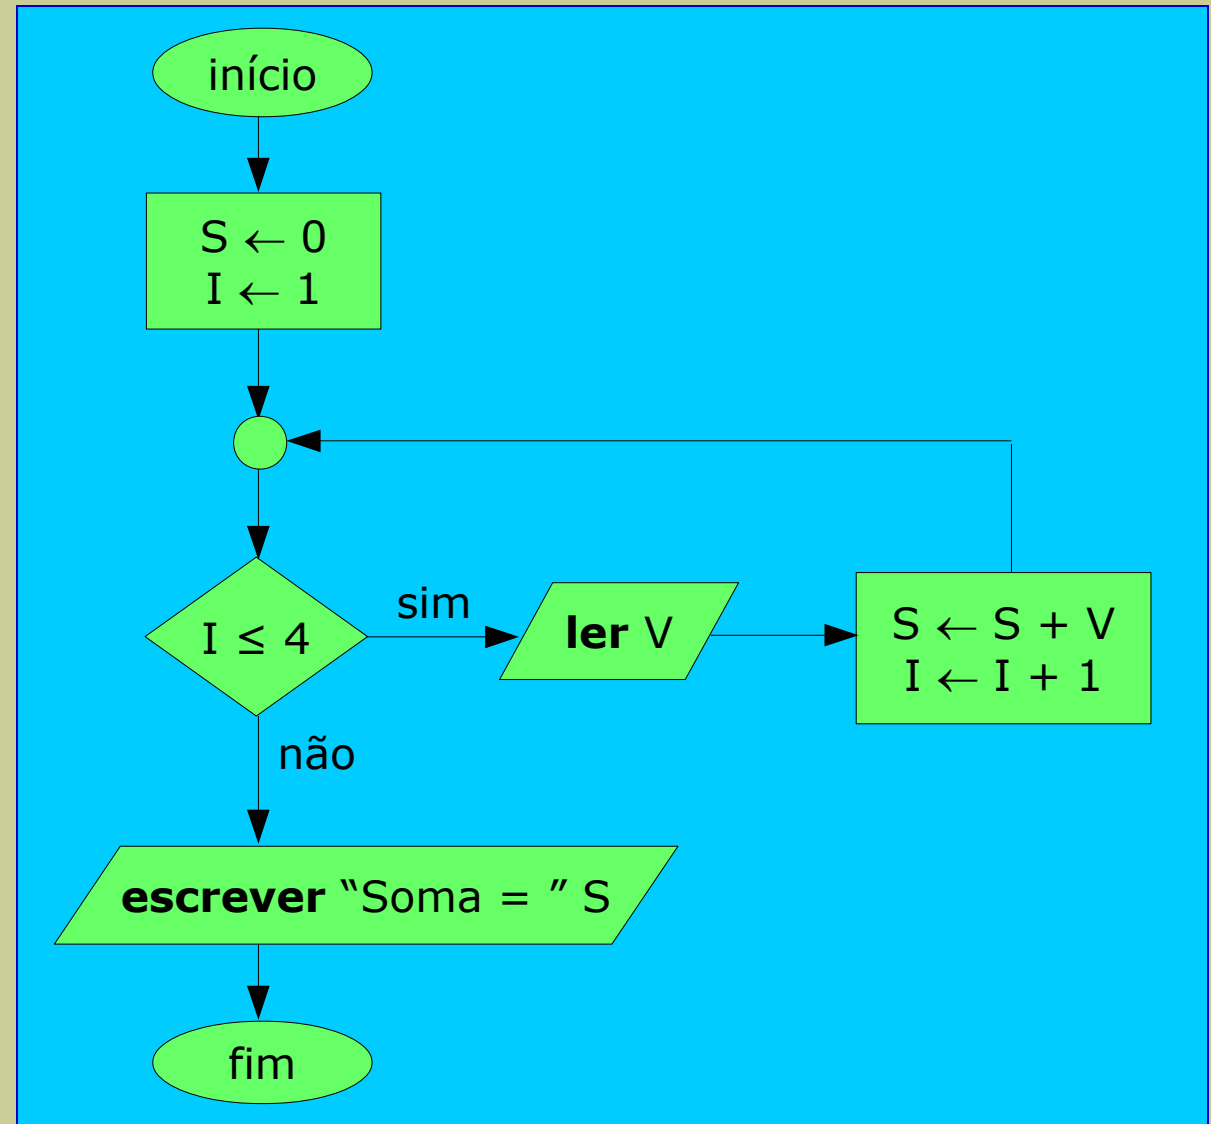 início
S ← 0
I ← 1
I ≤ 4
sim
ler V
S ← S + V
I ← I + 1
não
escrever “Soma = ” S
fim